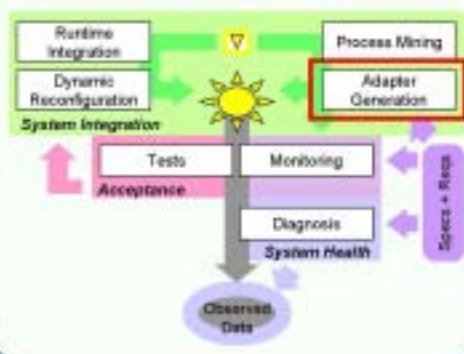 Runtime
Integration
∇
Process Mining
Dynamic
Reconfiguration
Adapter
Generation
System Integration
Tests
Monitoring
Acceptance
Specs + Reqs
Diagnosis
System Health
Observed
Data